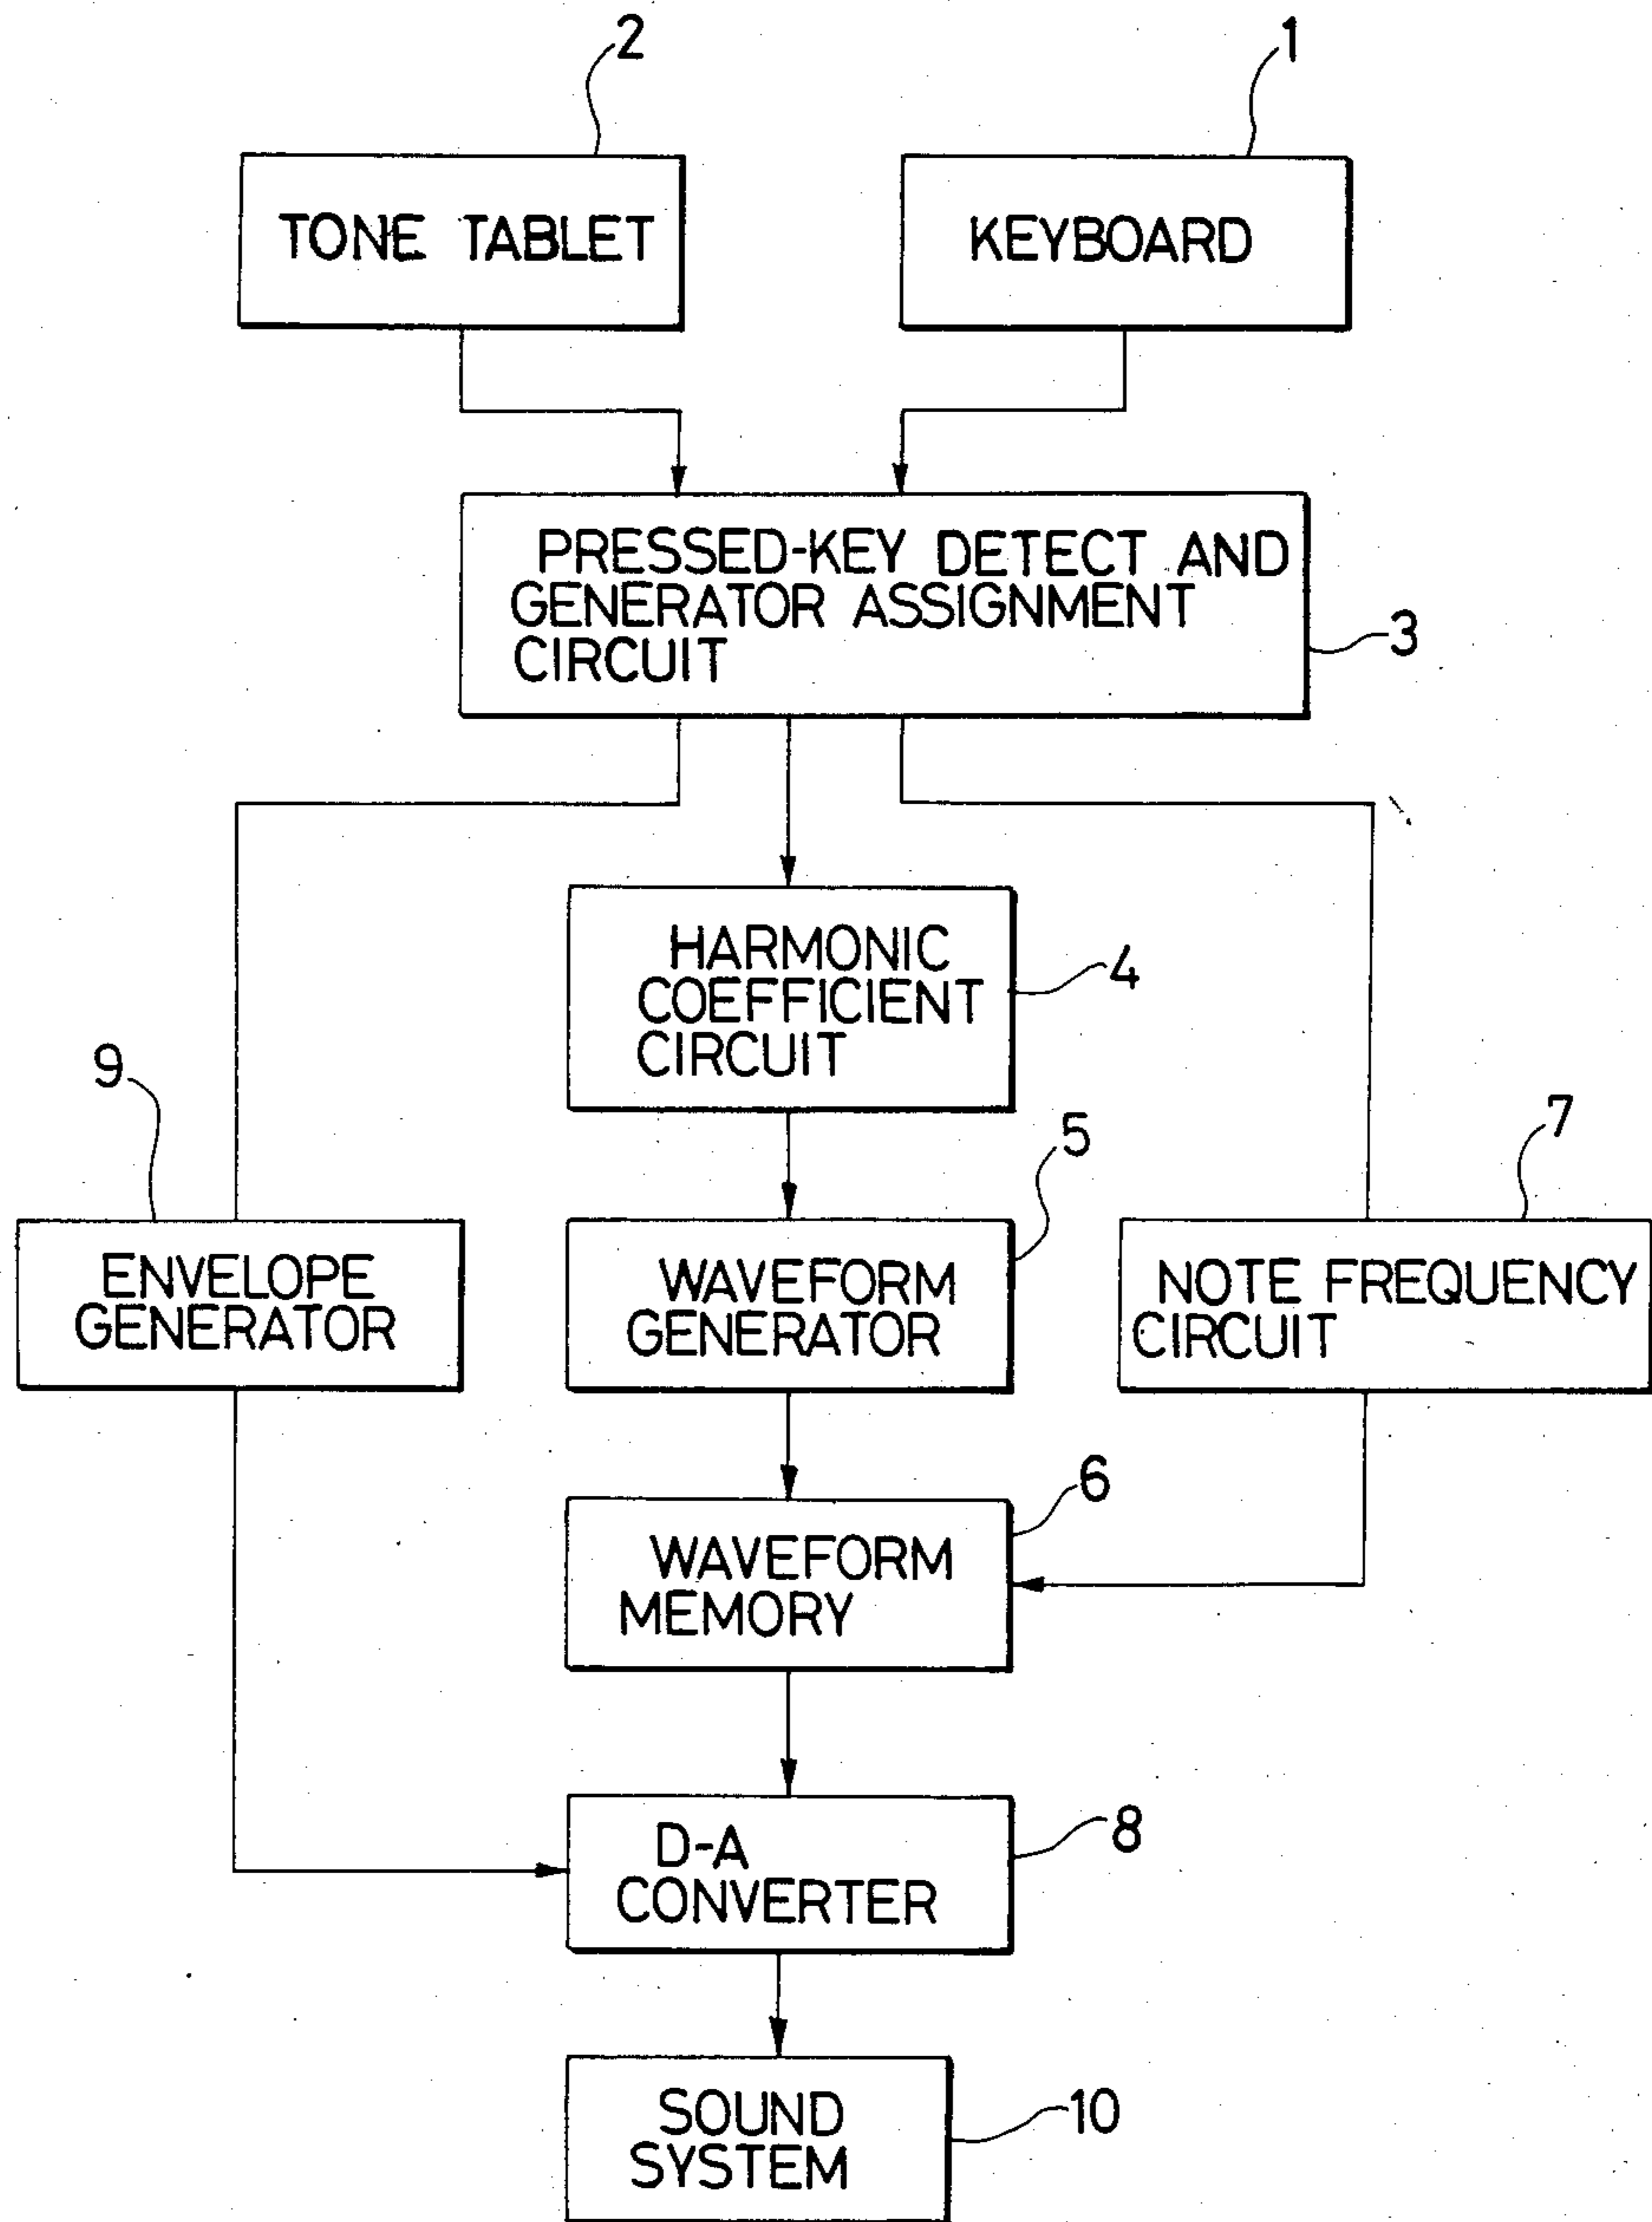 2
1
TONE TABLET
KEYBOARD
PRESSED-KEY DETECT AND
GENERATOR ASSIGNMENT
CIRCUIT
3
HARMONIC
COEFFICIENT
CIRCUIT
4
9
5
7
ENVELOPE
GENERATOR
WAVEFORM
GENERATOR
NOTE FREQUENCY
CIRCUIT
6
WAVEFORM
MEMORY
D-A
CONVERTER
8
SOUND
SYSTEM
10